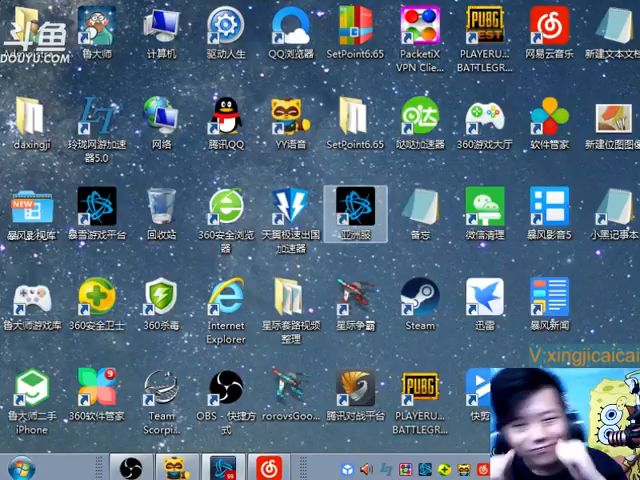 斗鱼
DOUYU.COM
鲁大师
计算机
驱动人生
QQ浏览器
SetPoint6.65
PacketiX
VPN Clie...
PLAYERU...
BATTLEGR...
网易云音乐
新建文本文
daxingji
玲珑网游加速
器5.0
网络
腾讯QQ
YY语音
SetPoint6.65
哒哒加速器
360游戏大厅
软件管家
新建位图图像
NEW
暴风影视库
暴雪游戏平台
回收站
360安全浏览
器
天翼极速出国
加速器
亚洲服
备忘
微信清理
暴风影音5
小黑记事本
鲁大师游戏库
360安全卫士
360杀毒
Internet
Explorer
星际套路视频
整理
星际争霸
Steam
迅雷
暴风新闻
V:xingjicaicai
鲁大师二手
iPhone
9
360软件管家
Team
Scorpi...
OBS - 快捷方
式
rorovsGoo...
腾讯对战平台
PUBG
PLAYERU...
BATTLEGR...
快剪
99